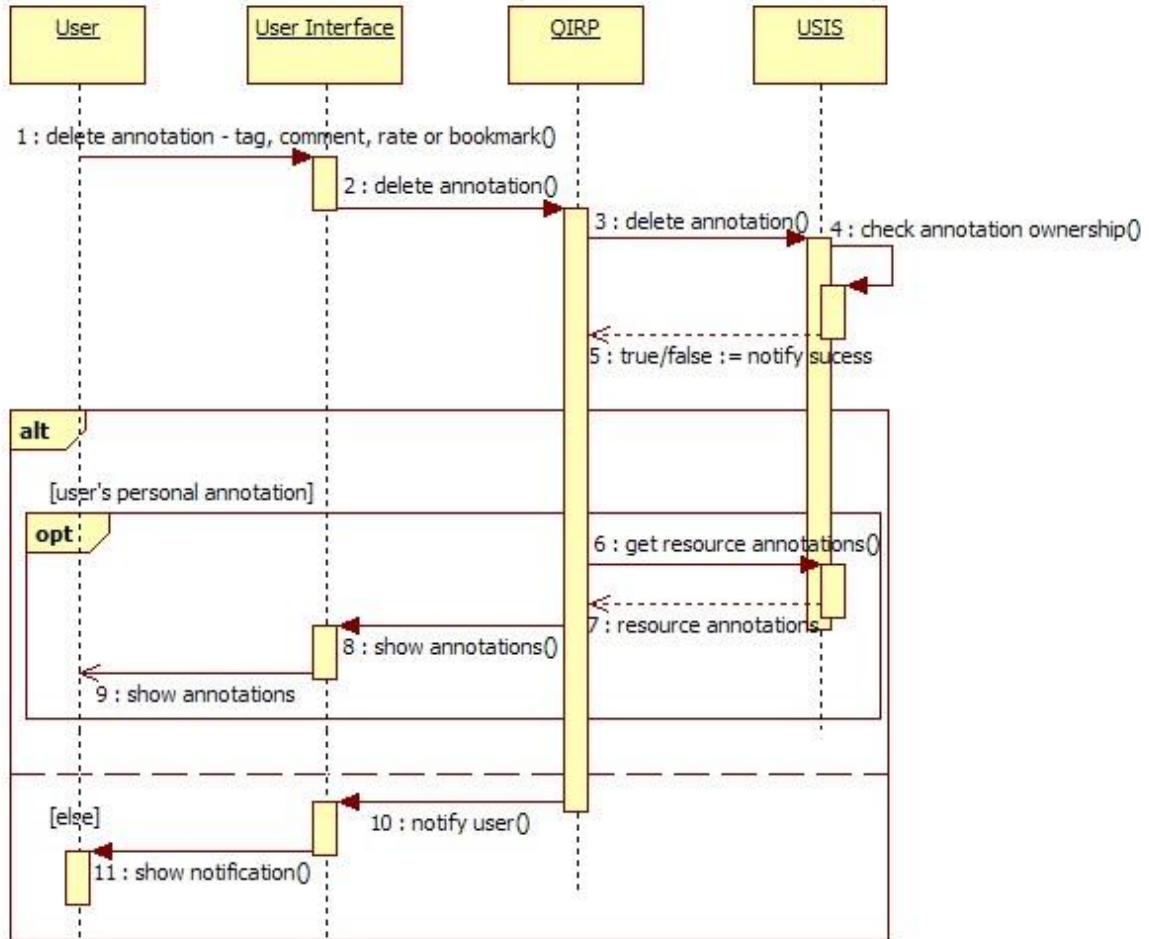 User
User Interface
QIRP
USIS
1 : delete annotation - tag, comment, rate or bookmark()
2 : delete annotation()
3 : delete annotation()
4 : check annotation ownership()
5 : true/false := notify sucess
alt
[user's personal annotation]
opt
6 : get resource annotations()
7 : resource annotations
8 : show annotations()
9 : show annotations
[else]
10 : notify user()
11 : show notification()